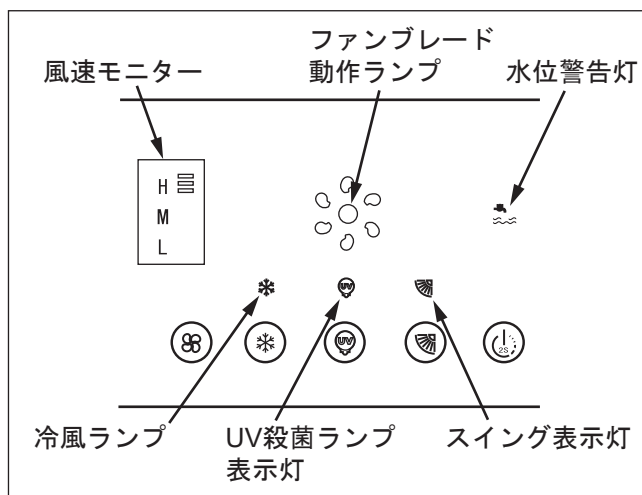 ファンブレード
動作ランプ
風速モニター
水位警告灯
H
M
L
UV
UV
2S
冷風ランプ
UV殺菌ランプ
表示灯
スイング表示灯